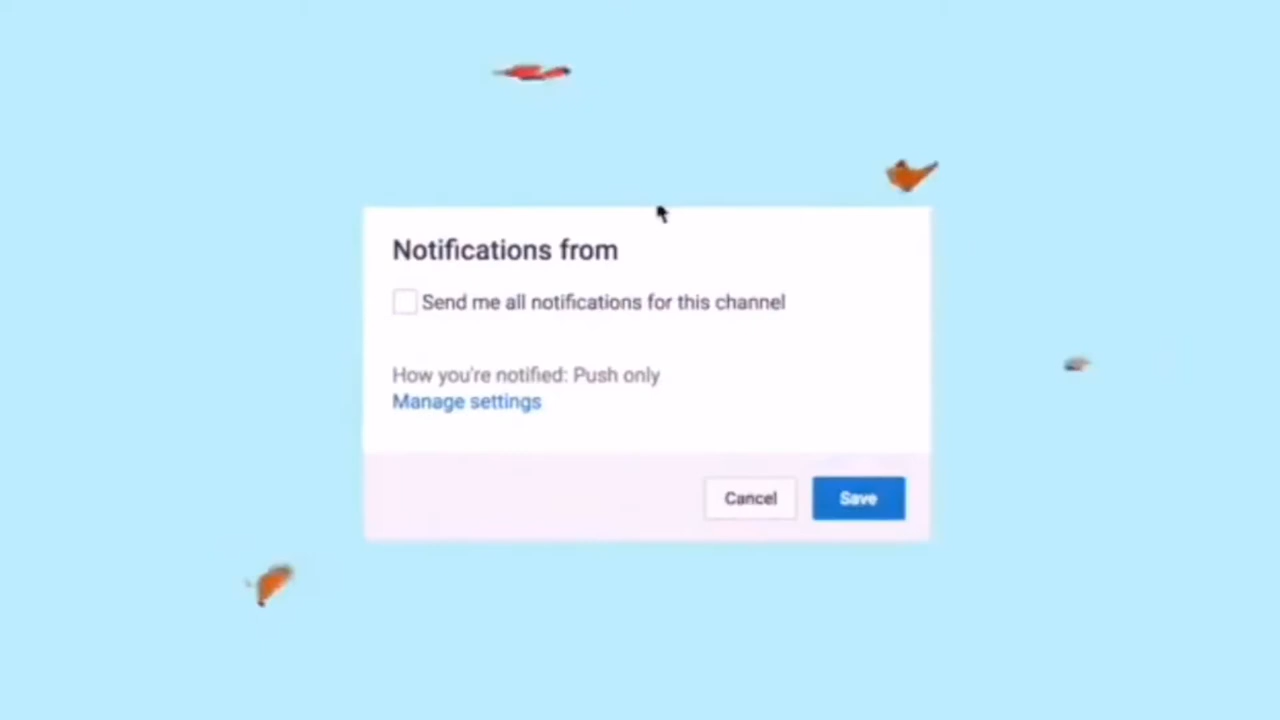 Notifications from
Send me all notifications for this channel
How you're notified: Push only
Manage settings
Cancel
Save